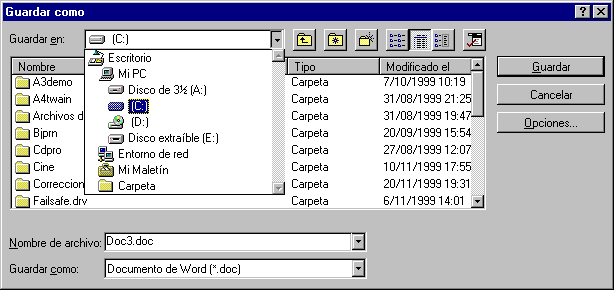 Guardar como
Guardar en: (C:)
Escritorio
Mi PC
Disco de 3½ (A:)
(C:)
(D:)
Disco extraíble (E:)
Entorno de red
Mi Maletín
Carpeta
Nombre Tipo Modificado el
A3demo Carpeta 7/10/1999 10:19
A4twain Carpeta 31/08/1999 21:25
Archivos d Carpeta 31/08/1999 19:47
Bjprn Carpeta 20/09/1999 15:54
Cdpro Carpeta 27/08/1999 12:07
Cine Carpeta 10/11/1999 17:55
Correccion Carpeta 20/11/1999 19:31
Failsafe.drv Carpeta 6/11/1999 14:01
Guardar
Cancelar
Opciones...
Nombre de archivo: Doc3.doc
Guardar como: Documento de Word (*.doc)